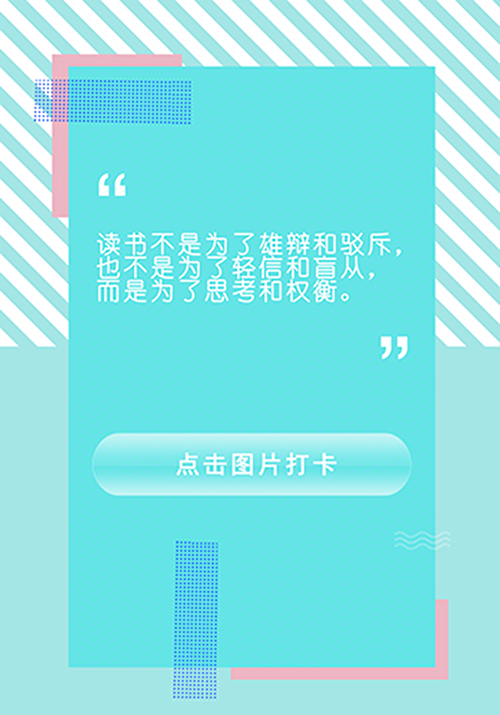 “
读书不是为了雄辩和驳斥，
也不是为了轻信和盲从，
而是为了思考和权衡。
”
点击图片打卡